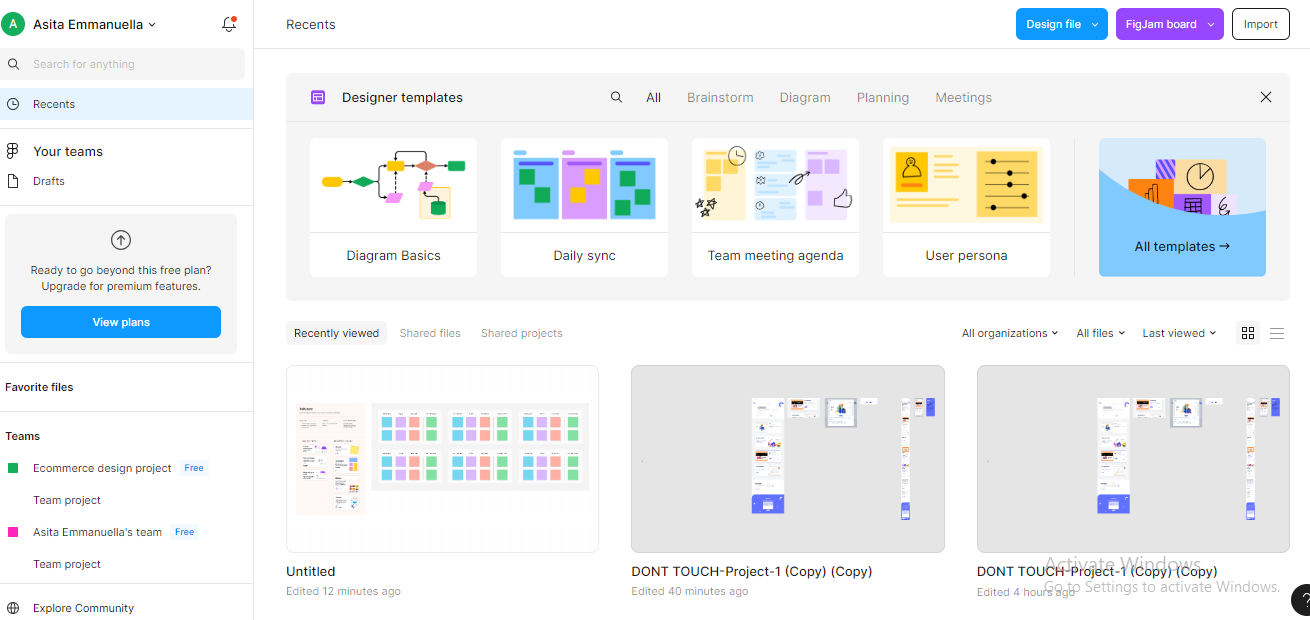 A Asita Emmanuella
Search for anything
Recents
Your teams
Drafts
Ready to go beyond this free plan?
Upgrade for premium features.
View plans
Favorite files
Teams
Ecommerce design project Free
Team project
Asita Emmanuella's team Free
Team project
Explore Community
Recents
Design file
FigJam board
Import
Designer templates
All Brainstorm Diagram Planning Meetings
Diagram Basics
Daily sync
Team meeting agenda
User persona
All templates →
Recently viewed Shared files Shared projects
All organizations All files Last viewed
Untitled
Edited 12 minutes ago
DONT TOUCH-Project-1 (Copy) (Copy)
Edited 40 minutes ago
DONT TOUCH-Project-1 (Copy) (Copy)
Edited 4 hours ago
Activate Windows
Go to Settings to activate Windows.
?